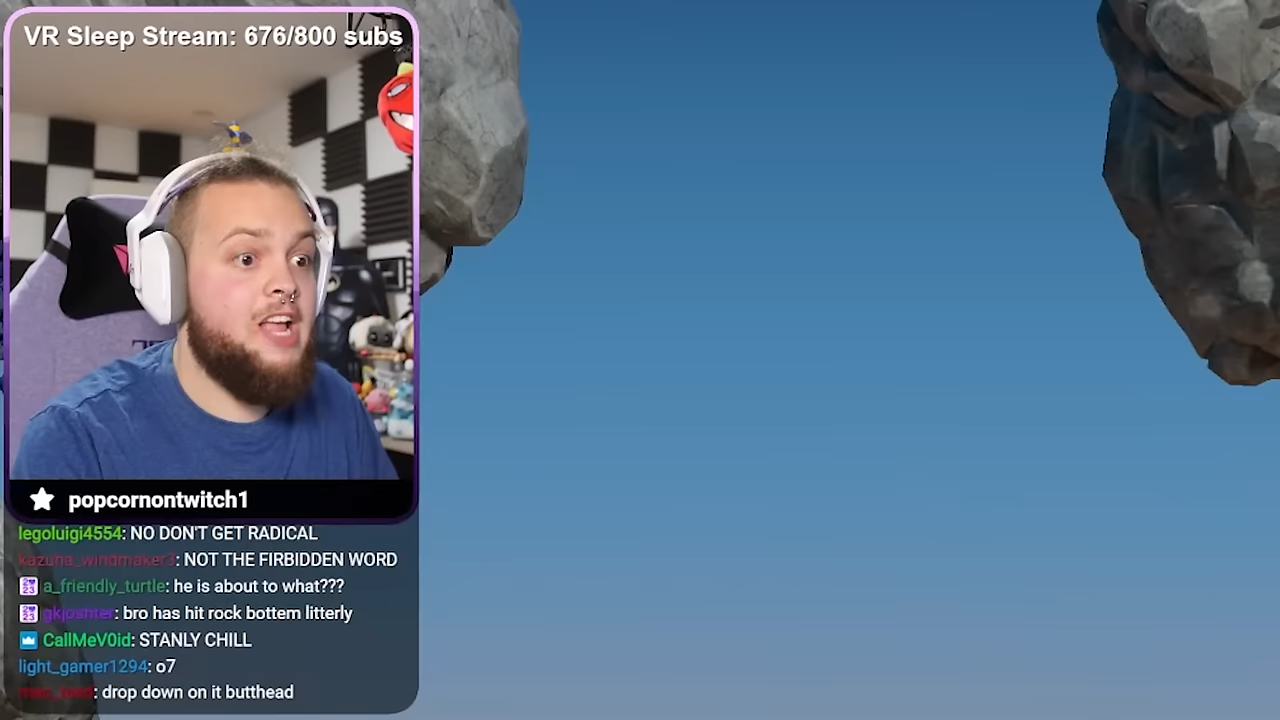 VR Sleep Stream: 676/800 subs
popcornontwitch1
legoluigi4554: NO DON'T GET RADICAL
kazuha_windmaker3: NOT THE FIRBIDDEN WORD
a_friendly_turtle: he is about to what???
gkjoshter: bro has hit rock bottem litterly
CallMeV0id: STANLY CHILL
light_gamer1294: o7
: drop down on it butthead